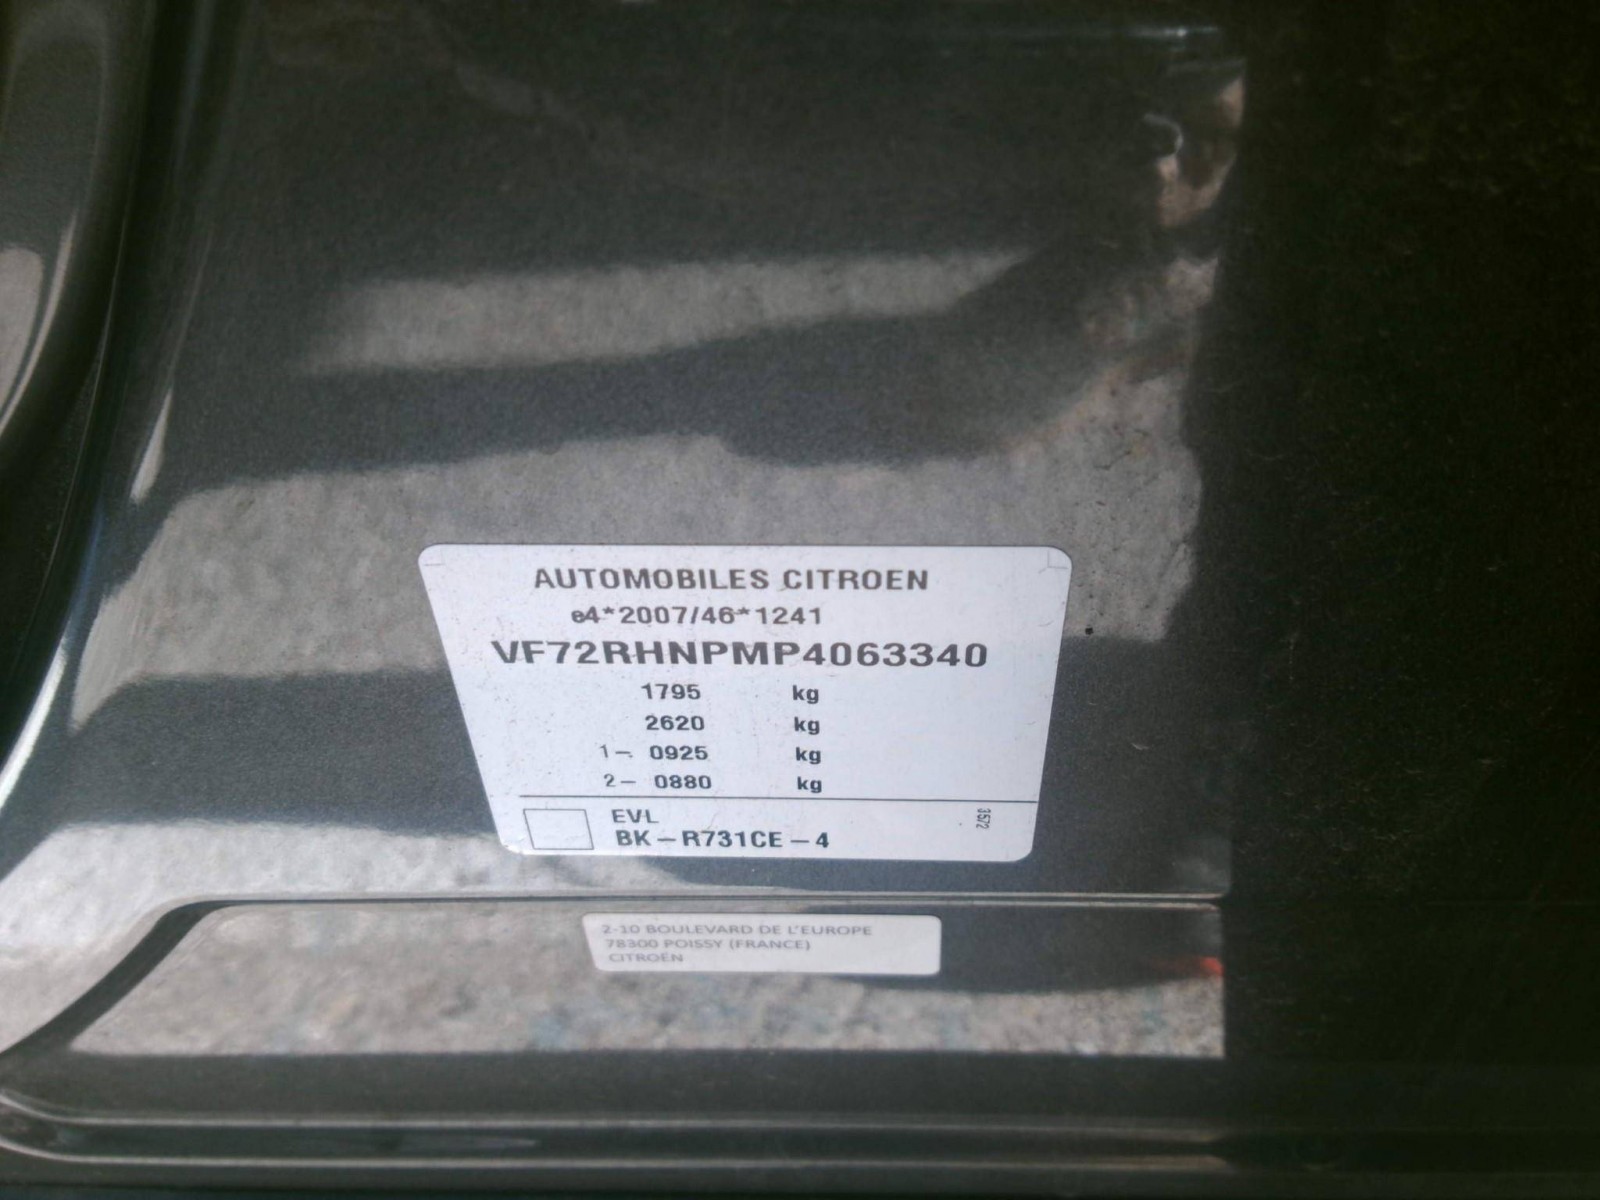 AUTOMOBILES CITROEN
e4*2007/46*1241
VF72RHNPMP4063340
1795 kg
2620 kg
1- 0925 kg
2- 0880 kg
EVL
3572
BK-R731CE-4
2-10 BOULEVARD DE L'EUROPE
78300 POISSY (FRANCE)
CITROËN